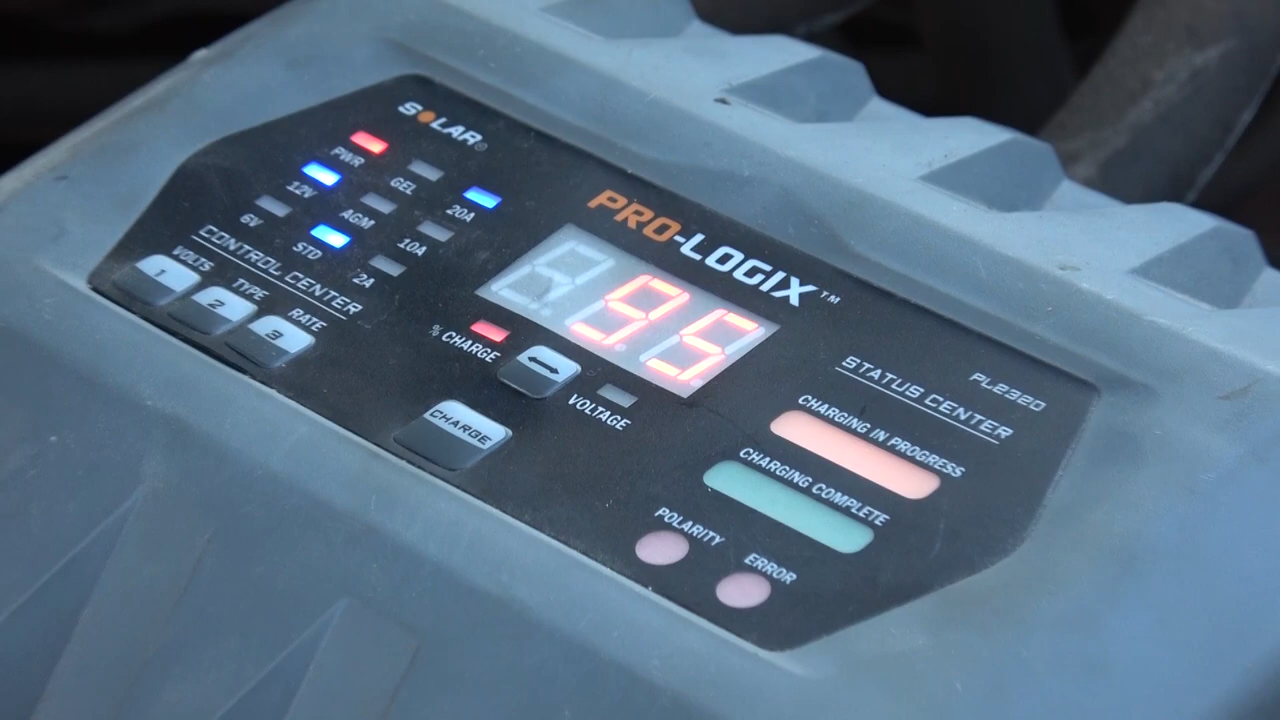 SOLAR®
PWR
GEL
20A
12V
AGM
10A
6V
STD
2A
CONTROL CENTER
VOLTS
TYPE
RATE
1
2
3
PRO-LOGIX™
95
% CHARGE
VOLTAGE
CHARGE
PL2320
STATUS CENTER
CHARGING IN PROGRESS
CHARGING COMPLETE
POLARITY
ERROR